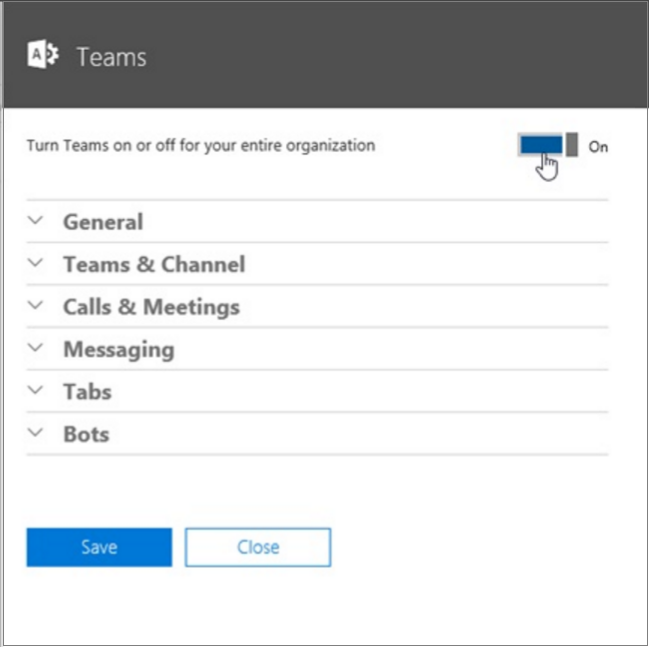 Teams
Turn Teams on or off for your entire organization
On
General
Teams & Channel
Calls & Meetings
Messaging
Tabs
Bots
Save
Close